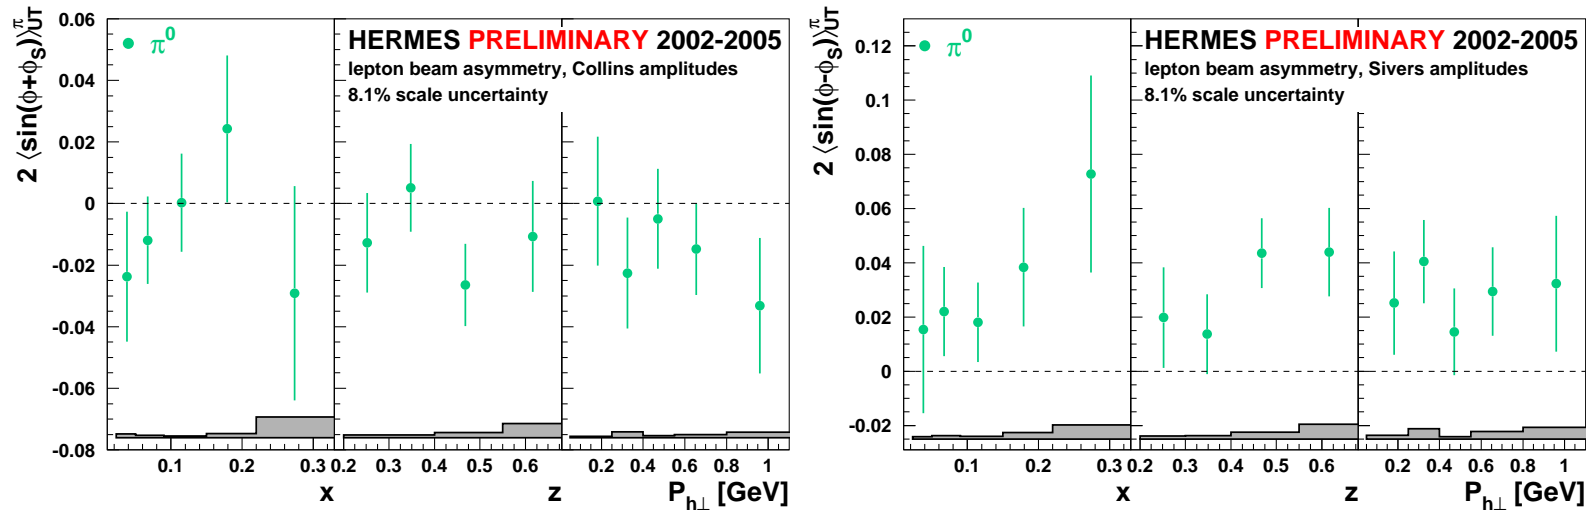 2 ⟨sin(ϕ+ϕS)⟩πUT
0.06
0.04
0.02
0
-0.02
-0.04
-0.06
-0.08
π0
HERMES PRELIMINARY 2002-2005
lepton beam asymmetry, Collins amplitudes
8.1% scale uncertainty
0.1 0.2 0.3 0.2 0.3 0.4 0.5 0.6 0.2 0.4 0.6 0.8 1
x z Ph⊥ [GeV]
2 ⟨sin(ϕ-ϕS)⟩πUT
0.12
0.1
0.08
0.06
0.04
0.02
0
-0.02
π0
HERMES PRELIMINARY 2002-2005
lepton beam asymmetry, Sivers amplitudes
8.1% scale uncertainty
0.1 0.2 0.3 0.2 0.3 0.4 0.5 0.6 0.2 0.4 0.6 0.8 1
x z Ph⊥ [GeV]